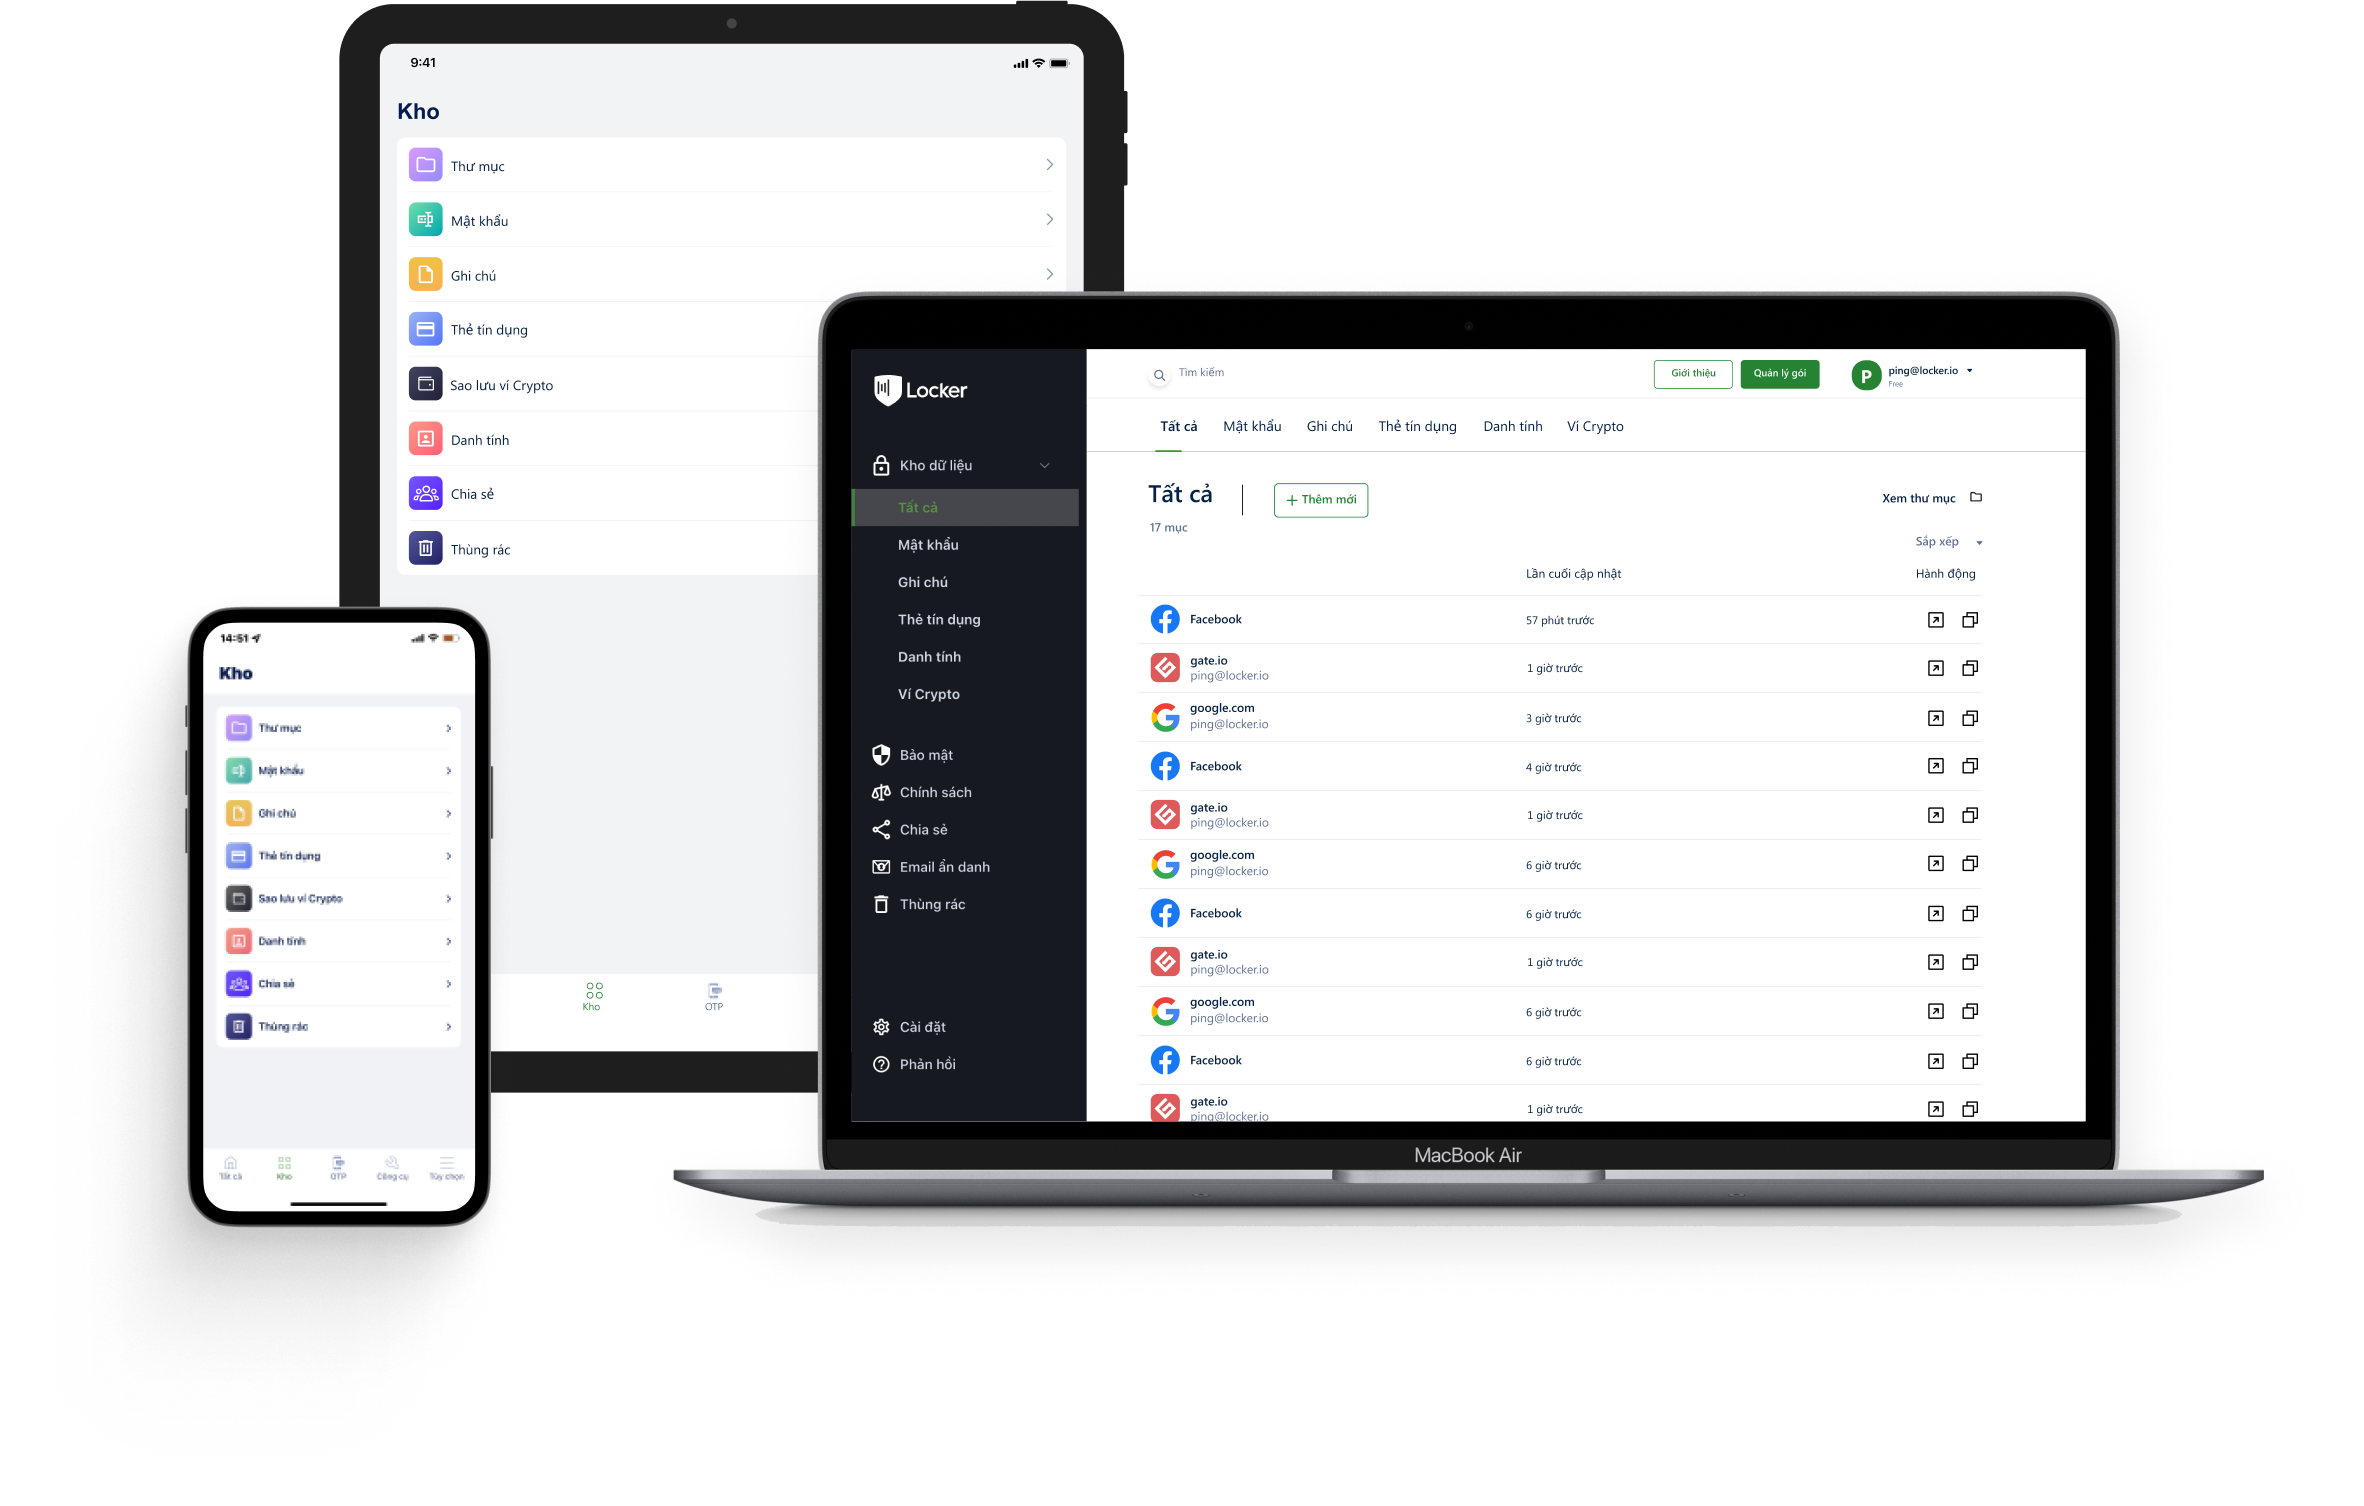 9:41
Kho
Thư mục
Mật khẩu
Ghi chú
Thẻ tín dụng
Sao lưu ví Crypto
Danh tính
Chia sẻ
Thùng rác
Kho
OTP
14:51
Kho
Thư mục
Mật khẩu
Ghi chú
Thẻ tín dụng
Sao lưu ví Crypto
Danh tính
Chia sẻ
Thùng rác
Tất cả
Kho
OTP
Công cụ
Tùy chọn
Locker
Kho dữ liệu
Tất cả
Mật khẩu
Ghi chú
Thẻ tín dụng
Danh tính
Ví Crypto
Bảo mật
Chính sách
Chia sẻ
Email ẩn danh
Thùng rác
Cài đặt
Phản hồi
Tìm kiếm
Giới thiệu
Quản lý gói
P
ping@locker.io
Free
Tất cả Mật khẩu Ghi chú Thẻ tín dụng Danh tính Ví Crypto
Tất cả
+ Thêm mới
Xem thư mục
17 mục
Sắp xếp
Lần cuối cập nhật Hành động
Facebook 57 phút trước
gate.io
ping@locker.io
1 giờ trước
google.com
ping@locker.io
3 giờ trước
Facebook 4 giờ trước
gate.io
ping@locker.io
1 giờ trước
google.com
ping@locker.io
6 giờ trước
Facebook 6 giờ trước
gate.io
ping@locker.io
1 giờ trước
google.com
ping@locker.io
6 giờ trước
Facebook 6 giờ trước
gate.io
ping@locker.io
1 giờ trước
MacBook Air